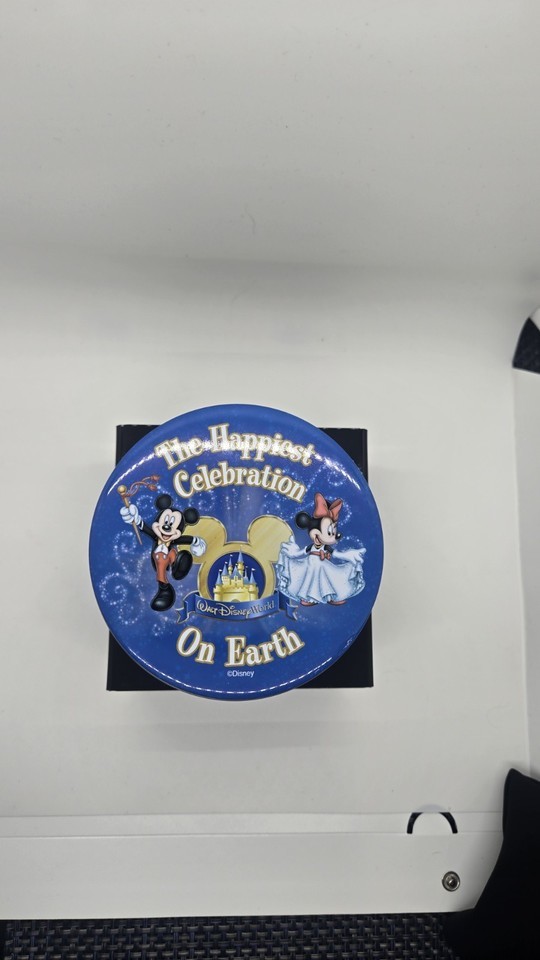 The Happiest
Celebration
Walt Disney World
On Earth
©Disney